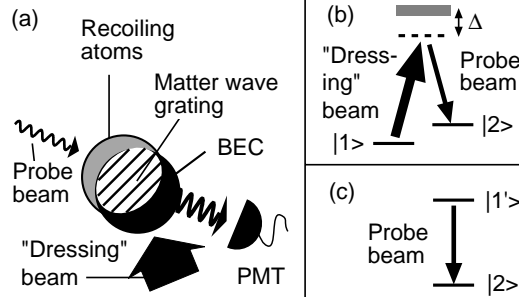 (a)
Recoiling
atoms
Matter wave
grating
BEC
Probe
beam
"Dressing"
beam
PMT
(b)
Δ
"Dress-
ing" beam
Probe
beam
|1>
|2>
(c)
|1'>
Probe
beam
|2>